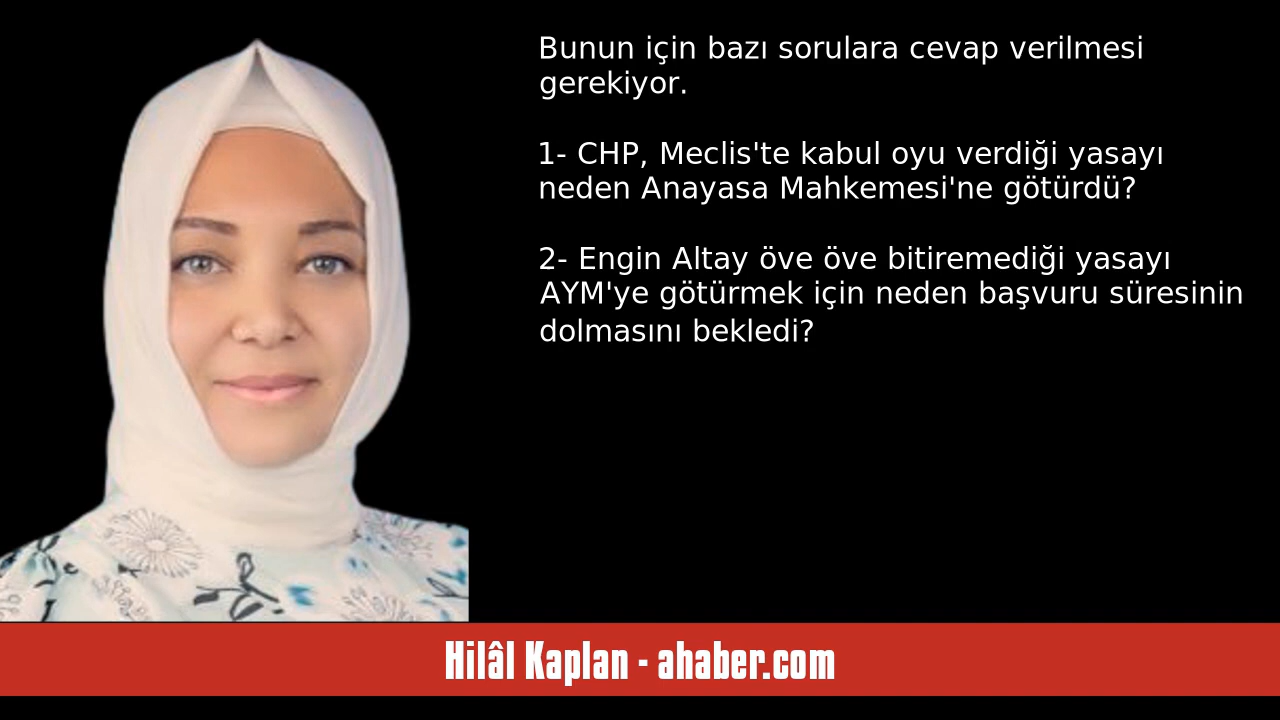 Bunun için bazı sorulara cevap verilmesi
gerekiyor.
1- CHP, Meclis'te kabul oyu verdiği yasayı
neden Anayasa Mahkemesi'ne götürdü?
2- Engin Altay öve öve bitiremediği yasayı
AYM'ye götürmek için neden başvuru süresinin
dolmasını bekledi?
Hilâl Kaplan - ahaber.com